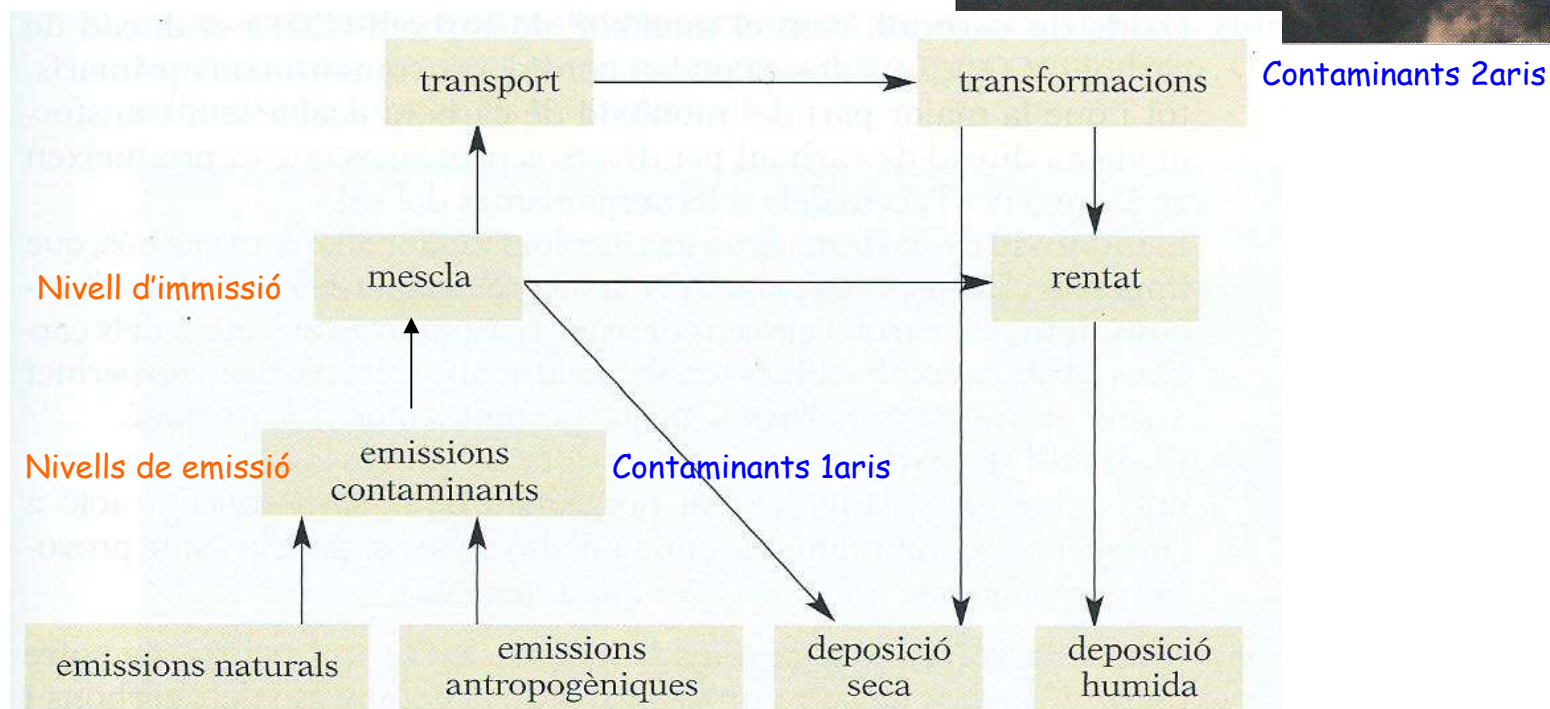 transport
transformacions
Contaminants 2aris
Nivell d'immissió
mescla
rentat
Nivells de emissió
emissions
contaminants
Contaminants 1aris
emissions naturals
emissions
antropogèniques
deposició
seca
deposició
humida